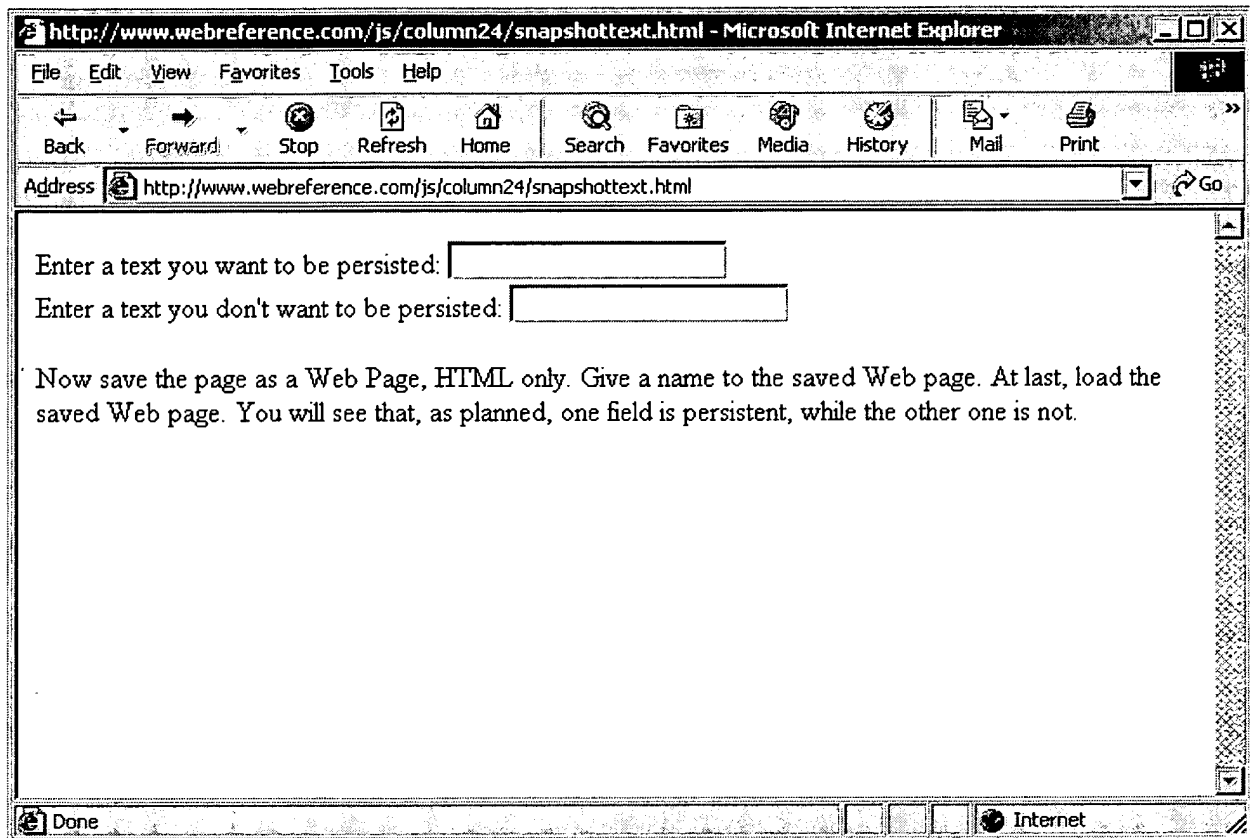 http://www.webreference.com/js/column24/snapshottext.html - Microsoft Internet Explorer
File Edit View Favorites Tools Help
Back Forward Stop Refresh Home Search Favorites Media History Mail Print »
Address http://www.webreference.com/js/column24/snapshottext.html Go
Enter a text you want to be persisted:
Enter a text you don't want to be persisted:
Now save the page as a Web Page, HTML only. Give a name to the saved Web page. At last, load the
saved Web page. You will see that, as planned, one field is persistent, while the other one is not.
Done Internet